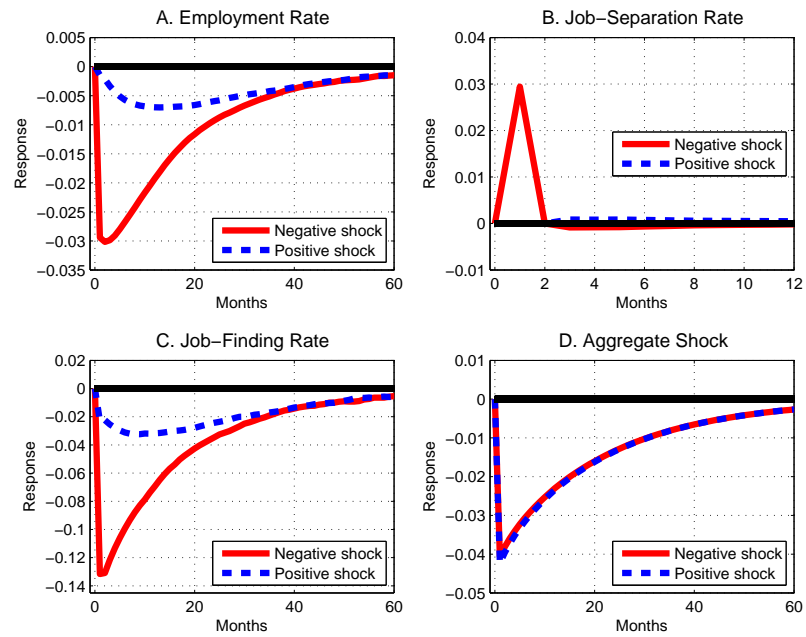 A. Employment Rate
0.005
0
−0.005
−0.01
−0.015
−0.02
−0.025
−0.03
−0.035
Response
0 20 40 60
Months
Negative shock
Positive shock
B. Job−Separation Rate
0.04
0.03
0.02
0.01
0
−0.01
Response
0 2 4 6 8 10 12
Months
Negative shock
Positive shock
C. Job−Finding Rate
0.02
0
−0.02
−0.04
−0.06
−0.08
−0.1
−0.12
−0.14
Response
0 20 40 60
Months
Negative shock
Positive shock
D. Aggregate Shock
0.01
0
−0.01
−0.02
−0.03
−0.04
−0.05
Response
0 20 40 60
Months
Negative shock
Positive shock